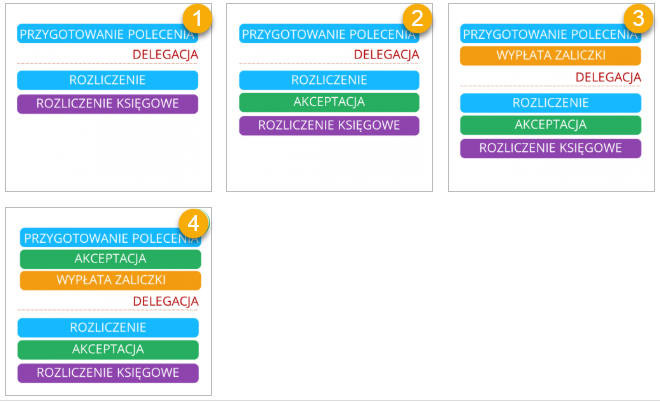 1
PRZYGOTOWANIE POLECENIA
DELEGACJA
ROZLICZENIE
ROZLICZENIE KSIĘGOWE
2
PRZYGOTOWANIE POLECENIA
DELEGACJA
ROZLICZENIE
AKCEPTACJA
ROZLICZENIE KSIĘGOWE
3
PRZYGOTOWANIE POLECENIA
WYPŁATA ZALICZKI
DELEGACJA
ROZLICZENIE
AKCEPTACJA
ROZLICZENIE KSIĘGOWE
4
PRZYGOTOWANIE POLECENIA
AKCEPTACJA
WYPŁATA ZALICZKI
DELEGACJA
ROZLICZENIE
AKCEPTACJA
ROZLICZENIE KSIĘGOWE